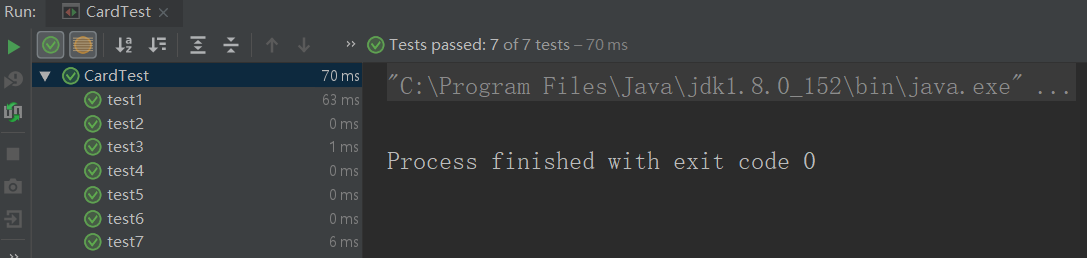 Run: CardTest
Tests passed: 7 of 7 tests – 70 ms
CardTest 70 ms
test1 63 ms
test2 0 ms
test3 1 ms
test4 0 ms
test5 0 ms
test6 0 ms
test7 6 ms
"C:\Program Files\Java\jdk1.8.0_152\bin\java.exe" ...
Process finished with exit code 0